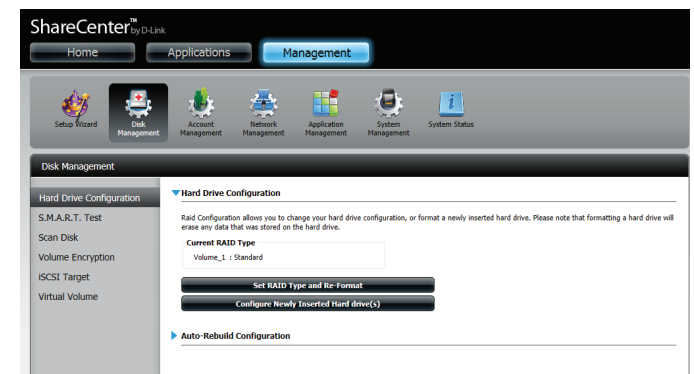 ShareCenter™ by D-Link
Home Applications Management
Setup Wizard
Disk Management
Account Management
Network Management
Application Management
System Management
System Status
Disk Management
Hard Drive Configuration
S.M.A.R.T. Test
Scan Disk
Volume Encryption
iSCSI Target
Virtual Volume
Hard Drive Configuration
Raid Configuration allows you to change your hard drive configuration, or format a newly inserted hard drive. Please note that formatting a hard drive will
erase any data that was stored on the hard drive.
Current RAID Type
Volume_1 : Standard
Set RAID Type and Re-Format
Configure Newly Inserted Hard drive(s)
Auto-Rebuild Configuration